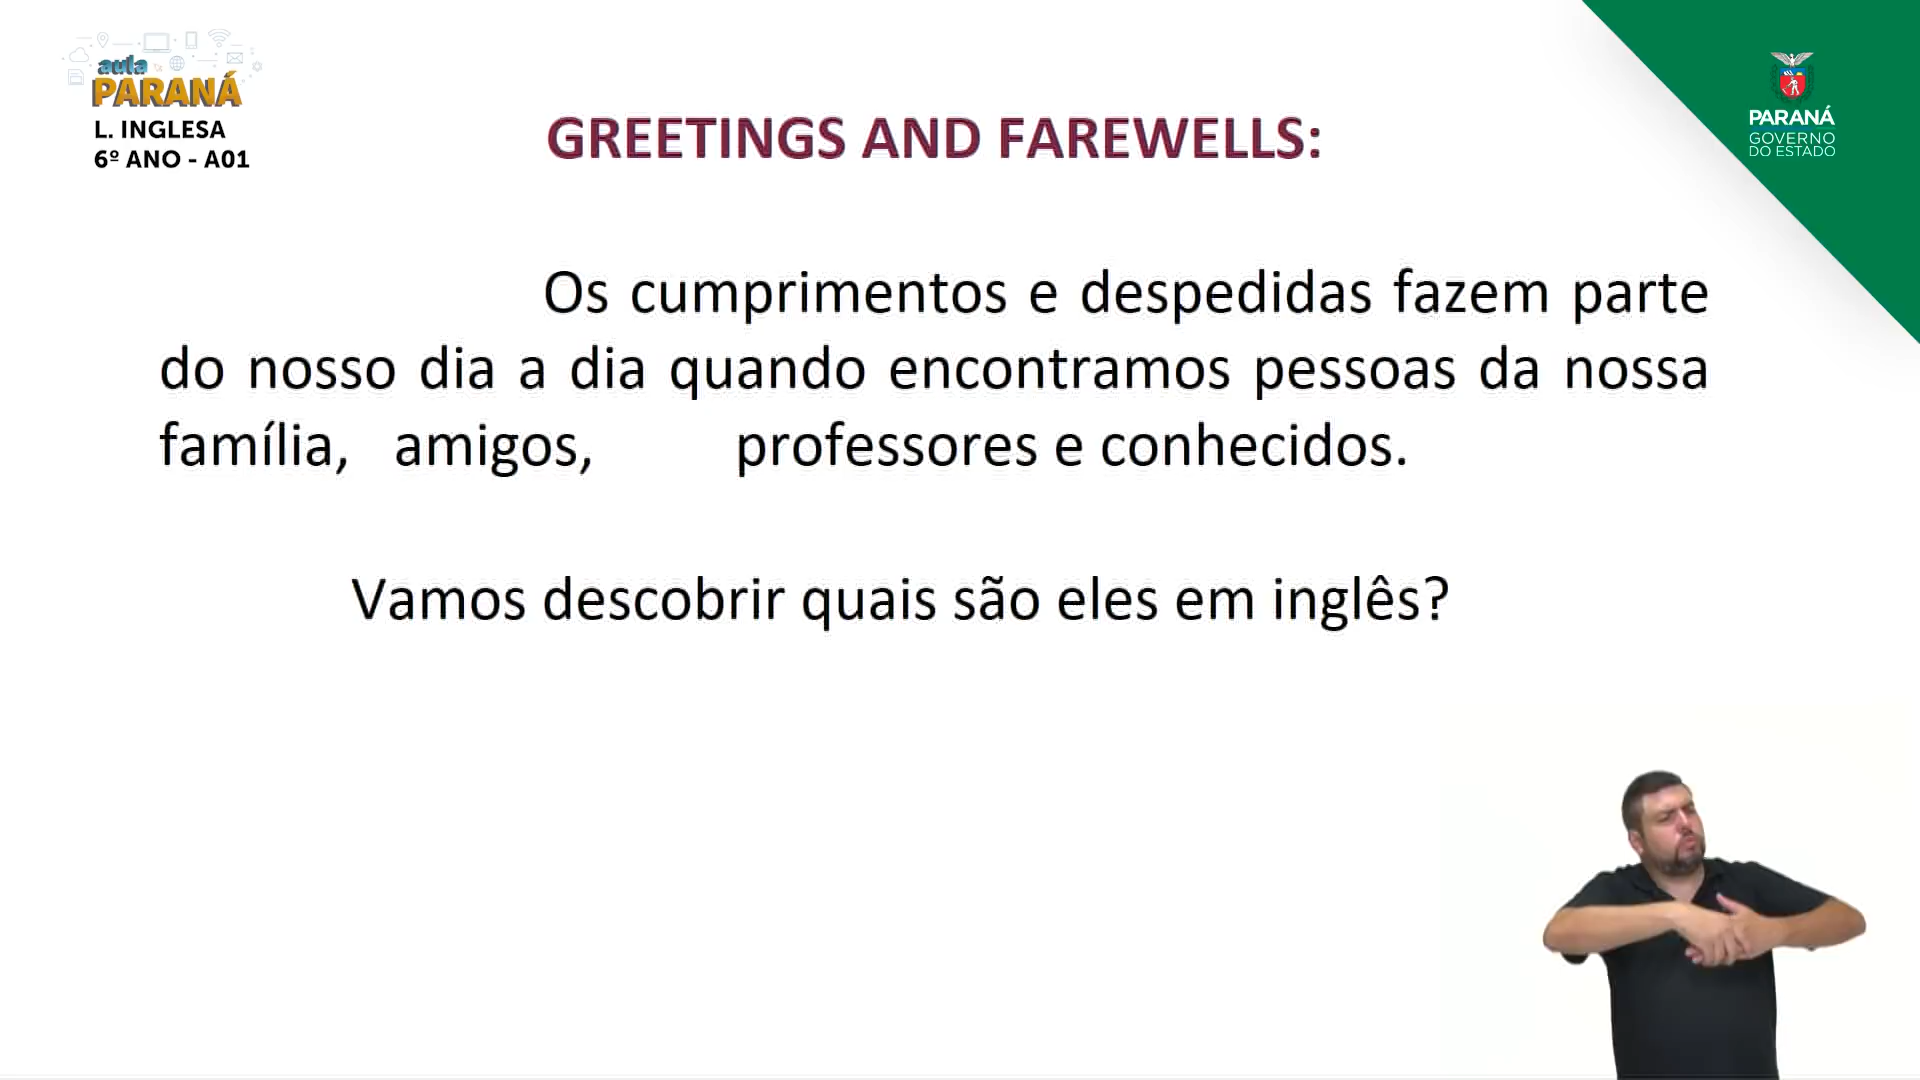 aula
PARANÁ
L. INGLESA
6º ANO - A01
PARANÁ
GOVERNO
DO ESTADO
GREETINGS AND FAREWELLS:
Os cumprimentos e despedidas fazem parte
do nosso dia a dia quando encontramos pessoas da nossa
família, amigos, professores e conhecidos.
Vamos descobrir quais são eles em inglês?